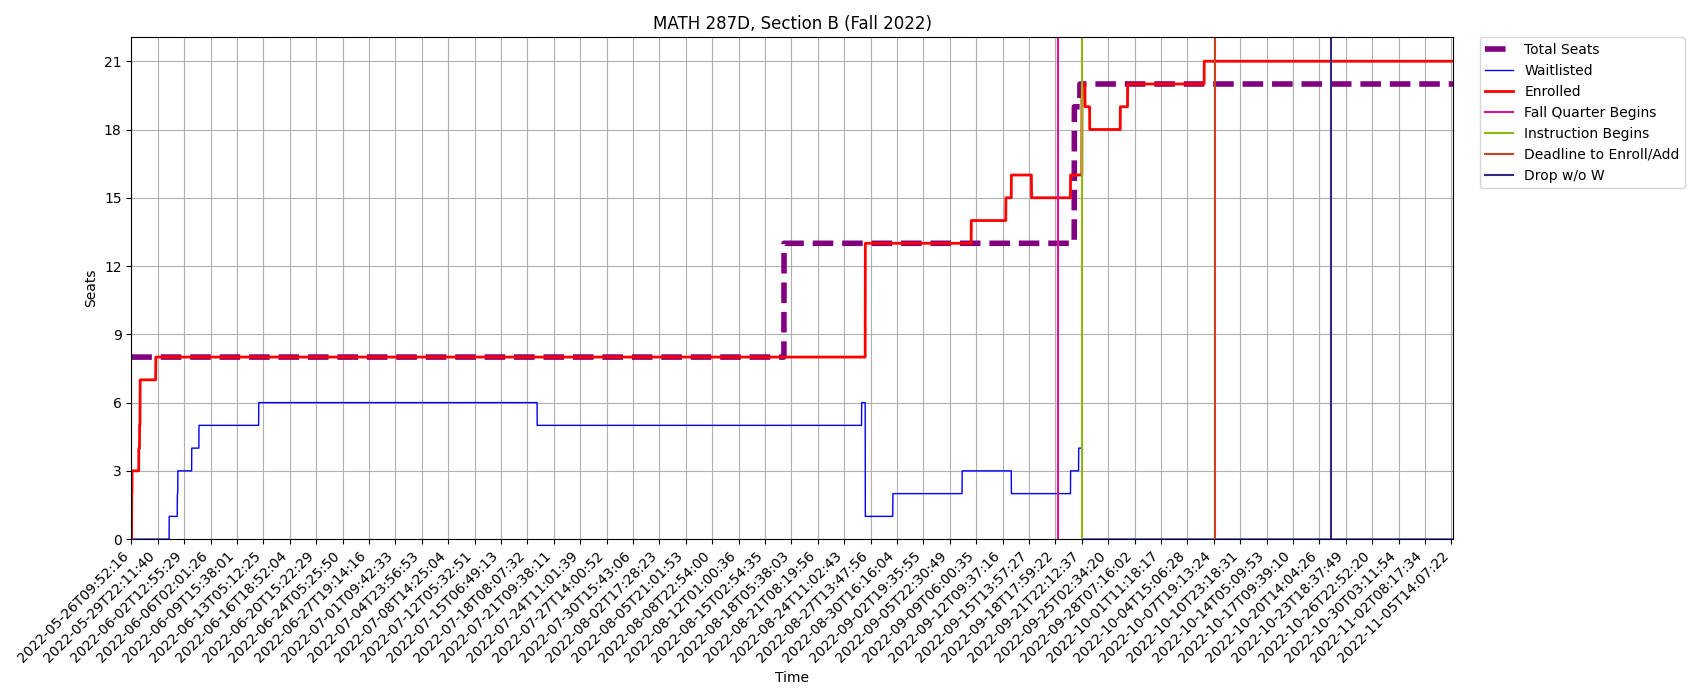 MATH 287D, Section B (Fall 2022)
Total Seats
Waitlisted
Enrolled
Fall Quarter Begins
Instruction Begins
Deadline to Enroll/Add
Drop w/o W
Seats
21
18
15
12
9
6
3
0
2022-05-26T09:52:16
2022-05-29T22:11:40
2022-06-02T12:55:29
2022-06-06T02:01:26
2022-06-09T15:38:01
2022-06-13T05:12:25
2022-06-16T18:52:04
2022-06-20T15:22:29
2022-06-24T05:25:50
2022-06-27T19:14:16
2022-07-01T09:42:33
2022-07-04T23:56:53
2022-07-08T14:25:04
2022-07-12T05:32:51
2022-07-15T06:49:13
2022-07-18T08:07:32
2022-07-21T09:38:11
2022-07-24T11:01:39
2022-07-27T14:00:52
2022-07-30T15:43:06
2022-08-02T17:28:23
2022-08-05T21:01:53
2022-08-08T22:54:00
2022-08-12T01:00:36
2022-08-15T02:54:35
2022-08-18T05:38:03
2022-08-21T08:19:56
2022-08-24T11:02:43
2022-08-27T13:47:56
2022-08-30T16:16:04
2022-09-02T19:35:55
2022-09-05T22:30:49
2022-09-09T06:00:35
2022-09-12T09:37:16
2022-09-15T13:57:27
2022-09-18T17:59:22
2022-09-21T22:12:37
2022-09-25T02:34:20
2022-09-28T07:16:02
2022-10-01T11:18:17
2022-10-04T15:06:28
2022-10-07T19:13:24
2022-10-10T23:18:31
2022-10-14T05:09:53
2022-10-17T09:39:10
2022-10-20T14:04:26
2022-10-23T18:37:49
2022-10-26T22:52:20
2022-10-30T03:11:54
2022-11-02T08:17:34
2022-11-05T14:07:22
Time